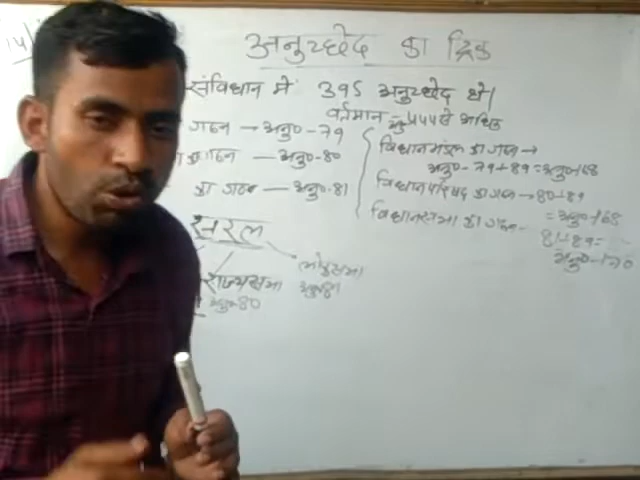 अनुच्छेद का ट्रिक
संविधान में 395 अनुच्छेद थे।
वर्तमान - में 444 से अधिक
गठन — अनु० - 79
का गठन — अनु० - 80
का गठन — अनु० - 81
विधानमंडल का गठन →
अनु० - 79+89 = अनु० 168
विधानपरिषद का गठन → 80+89
= अनु० 168
विधानसभा का गठन -
81+89 =
अनु० - 170
सरल
राज्यसभा
अनु० 80
लोकसभा
अनु० 81